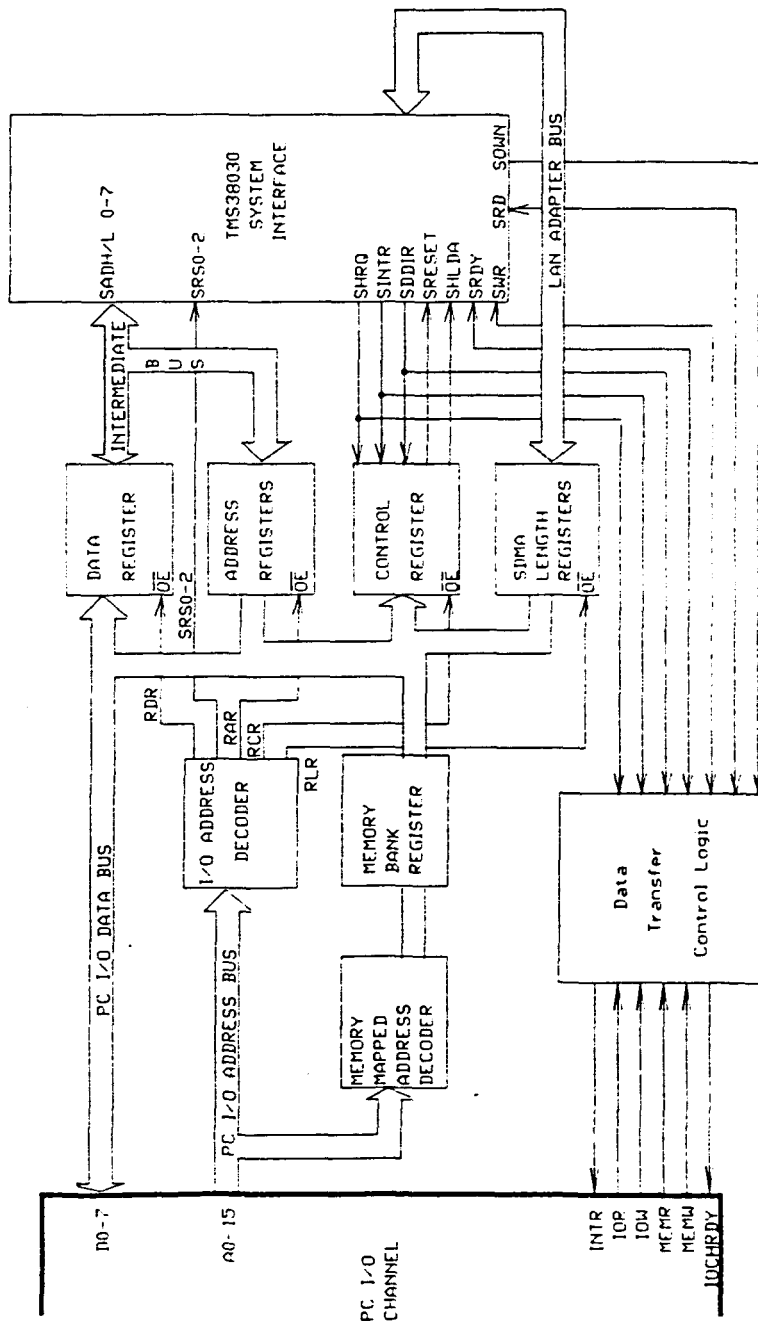 PC I/O
CHANNEL
D0-7
A0-15
INTR
IOR
IOW
MEMR
MEMW
IOCHRDY
PC I/O DATA BUS
PC I/O ADDRESS BUS
I/O ADDRESS
DECODER
RDR
RAR
RCR
RLR
MEMORY
MAPPED
ADDRESS
DECODER
MEMORY
BANK
REGISTER
Data
Transfer
Control Logic
DATA
REGISTER
OE
SRS0-2
ADDRESS
REGISTERS
OE
CONTROL
REGISTER
OE
SDMA
LENGTH
REGISTERS
OE
INTERMEDIATE
B U S
SADH/L 0-7
SRS0-2
TMS38030
SYSTEM
INTERFACE
SHRQ
SINTR
SDDIR
SRESET
SHLDA
SRDY
SWR
SRD
SOWN
LAN ADAPTER BUS